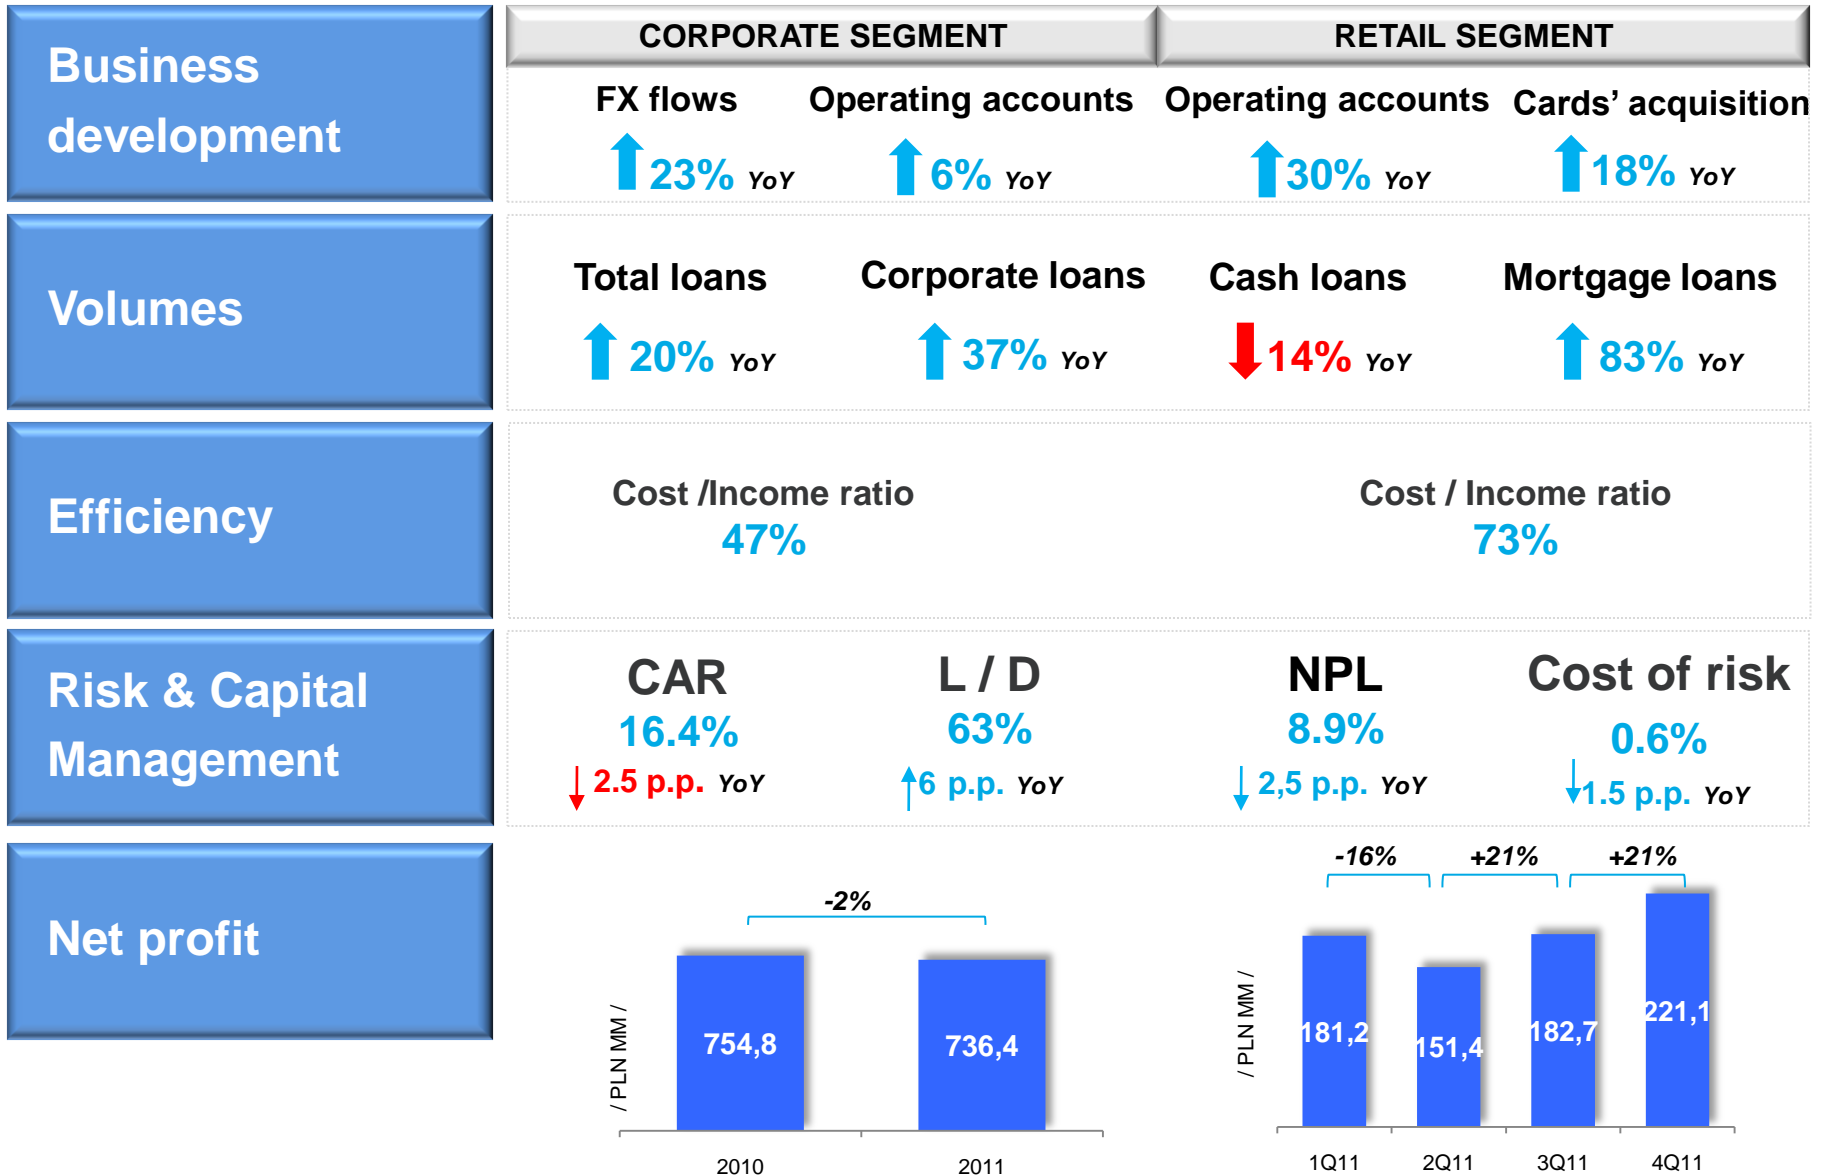 CORPORATE SEGMENT
RETAIL SEGMENT
Business
development
FX flows
Operating accounts
Operating accounts
Cards’ acquisition
23% YoY
6% YoY
30% YoY
18% YoY
Volumes
Total loans
Corporate loans
Cash loans
Mortgage loans
20% YoY
37% YoY
14% YoY
83% YoY
Efficiency
Cost /Income ratio
47%
Cost / Income ratio
73%
Risk & Capital
Management
CAR
16.4%
2.5 p.p. YoY
L / D
63%
6 p.p. YoY
NPL
8.9%
2,5 p.p. YoY
Cost of risk
0.6%
1.5 p.p. YoY
Net profit
/ PLN MM /
-2%
754,8
736,4
2010
2011
/ PLN MM /
-16%
+21%
+21%
181,2
151,4
182,7
221,1
1Q11
2Q11
3Q11
4Q11